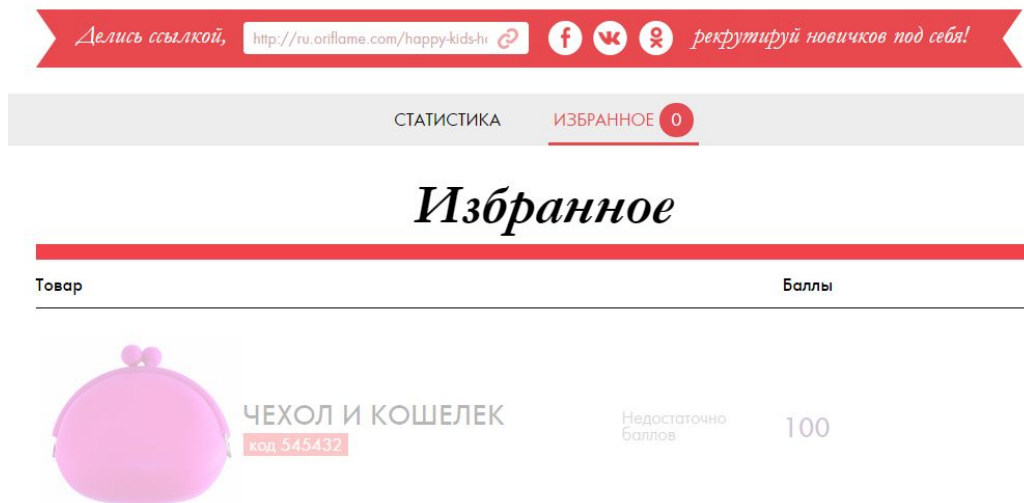 Делись ссылкой, http://ru.oriflame.com/happy-kids-h рекрутируй новичков под себя!
СТАТИСТИКА ИЗБРАННОЕ 0
Избранное
Товар Баллы
ЧЕХОЛ И КОШЕЛЕК
код 545432
Недостаточно
баллов
100